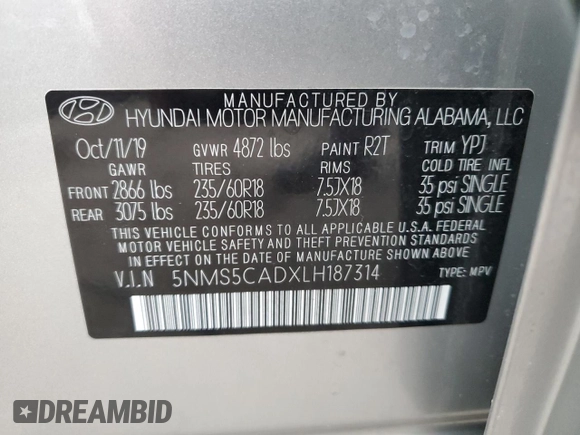 MANUFACTURED BY
HYUNDAI MOTOR MANUFACTURING ALABAMA, LLC
Oct/11/19 GVWR 4872 lbs PAINT R2T TRIM YPJ
GAWR TIRES RIMS COLD TIRE INFL
FRONT 2866 lbs 235/60R18 7.5JX18 35 psi SINGLE
REAR 3075 lbs 235/60R18 7.5JX18 35 psi SINGLE
THIS VEHICLE CONFORMS TO ALL APPLICABLE U.S.A. FEDERAL
MOTOR VEHICLE SAFETY AND THEFT PREVENTION STANDARDS
IN EFFECT ON THE DATE OF MANUFACTURE SHOWN ABOVE.
V.I.N 5NMS5CADXLH187314 TYPE: MPV
DREAMBID